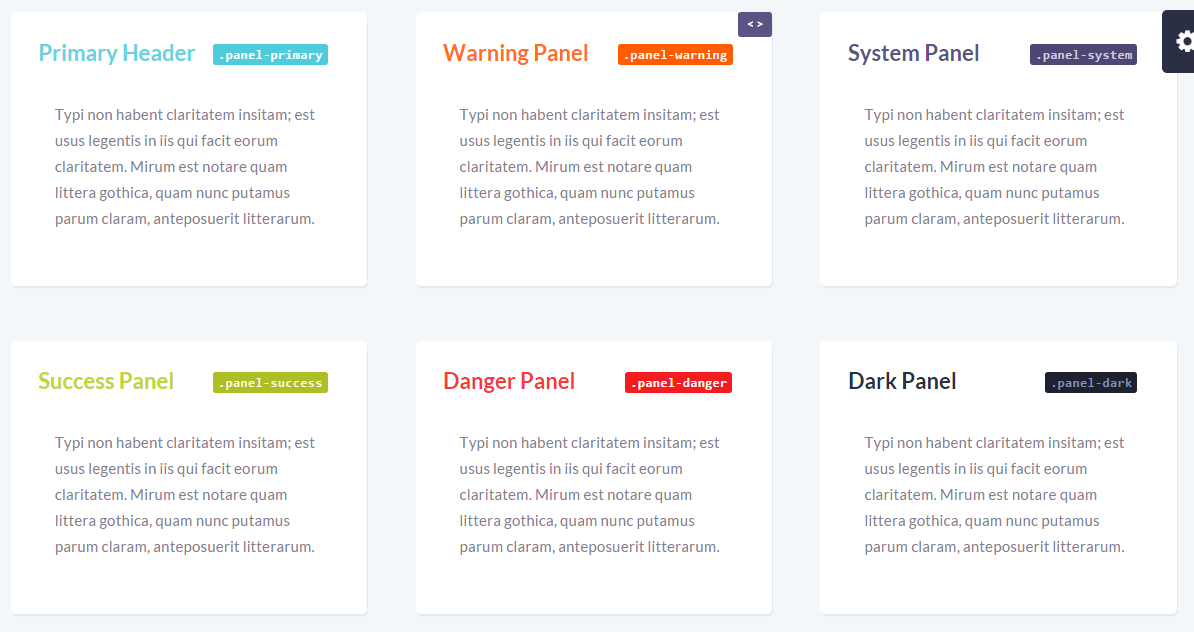 Primary Header .panel-primary
Typi non habent claritatem insitam; est
usus legentis in iis qui facit eorum
claritatem. Mirum est notare quam
littera gothica, quam nunc putamus
parum claram, anteposuerit litterarum.
< >
Warning Panel .panel-warning
Typi non habent claritatem insitam; est
usus legentis in iis qui facit eorum
claritatem. Mirum est notare quam
littera gothica, quam nunc putamus
parum claram, anteposuerit litterarum.
System Panel .panel-system
Typi non habent claritatem insitam; est
usus legentis in iis qui facit eorum
claritatem. Mirum est notare quam
littera gothica, quam nunc putamus
parum claram, anteposuerit litterarum.
Success Panel .panel-success
Typi non habent claritatem insitam; est
usus legentis in iis qui facit eorum
claritatem. Mirum est notare quam
littera gothica, quam nunc putamus
parum claram, anteposuerit litterarum.
Danger Panel .panel-danger
Typi non habent claritatem insitam; est
usus legentis in iis qui facit eorum
claritatem. Mirum est notare quam
littera gothica, quam nunc putamus
parum claram, anteposuerit litterarum.
Dark Panel .panel-dark
Typi non habent claritatem insitam; est
usus legentis in iis qui facit eorum
claritatem. Mirum est notare quam
littera gothica, quam nunc putamus
parum claram, anteposuerit litterarum.